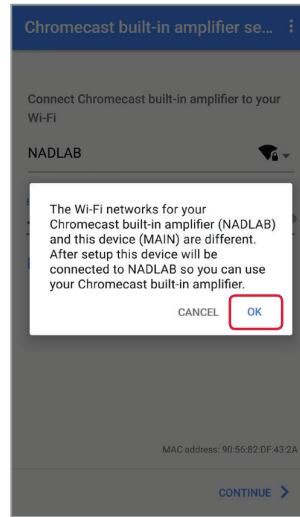 Chromecast built-in amplifier se...
Connect Chromecast built-in amplifier to your
Wi-Fi
NADLAB
The Wi-Fi networks for your
Chromecast built-in amplifier (NADLAB)
and this device (MAIN) are different.
After setup this device will be
connected to NADLAB so you can use
your Chromecast built-in amplifier.
CANCEL OK
MAC address: 90:56:82:DF:43:2A
CONTINUE